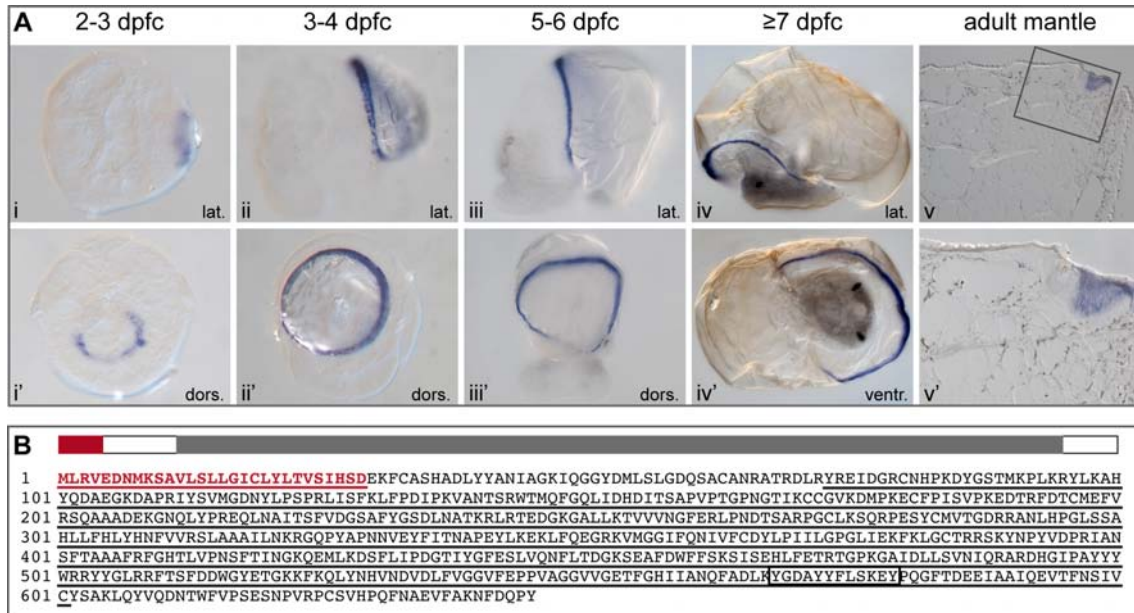 A 2-3 dpfc 3-4 dpfc 5-6 dpfc ≥7 dpfc adult mantle
i lat. ii lat. iii lat. iv lat. v
i' dors. ii' dors. iii' dors. iv' ventr. v'
B
1 MLRVEDNMKSAVLSLLGICLYLTVSIHSDEKFCASHADLYYANIAGKIQGGYDMLSLGDQSACANRATRDLRYREIDGRCNHPKDYGSTMKPLKRYLKAH
101 YQDAEGKDAPRIYSVMGDNYLPSPRLISFKLFPDIPKVANTSRWTMQFGQLIDHDITSAPVPTGPNGTIKCCGVKDMPKECFPISVPKEDTRFDTCMEFV
201 RSQAAADEKGNQLYPREQLNAITSFVDGSAFYGSDLNATKRLRTEDGKGALLKTVVVNGFERLPNDTSARPGCLKSQRPESYCMVTGDRRANLHPGLSSA
301 HLLFHLYHNFVVRSLAAAILNKRGQPYAPNNVEYFITNAPEYLKEKLFQEGRKVMGGIFQNIVFCDYLPIILGPGLIEKFKLGCTRRSKYNPYVDPRIAN
401 SFTAAAFRFGHTLVPNSFTINGKQEMLKDSFLIPDGTIYGFESLVQNFLTDGKSEAFDWFFSKSISEHLFETRTGPKGAIDLLSVNIQRARDHGIPAYYY
501 WRRYYGLRRFTSFDDWGYETGKKFKQLYNHVNDVDLFVGGVFEPPVAGGVVGETFGHIIANQFADLKYGDAYYFLSKEYPQGFTDEEIAAIQEVTFNSIV
601 CYSAKLQYVQDNTWFVPSESNPVRPCSVHPQFNAEVFAKNFDQPY